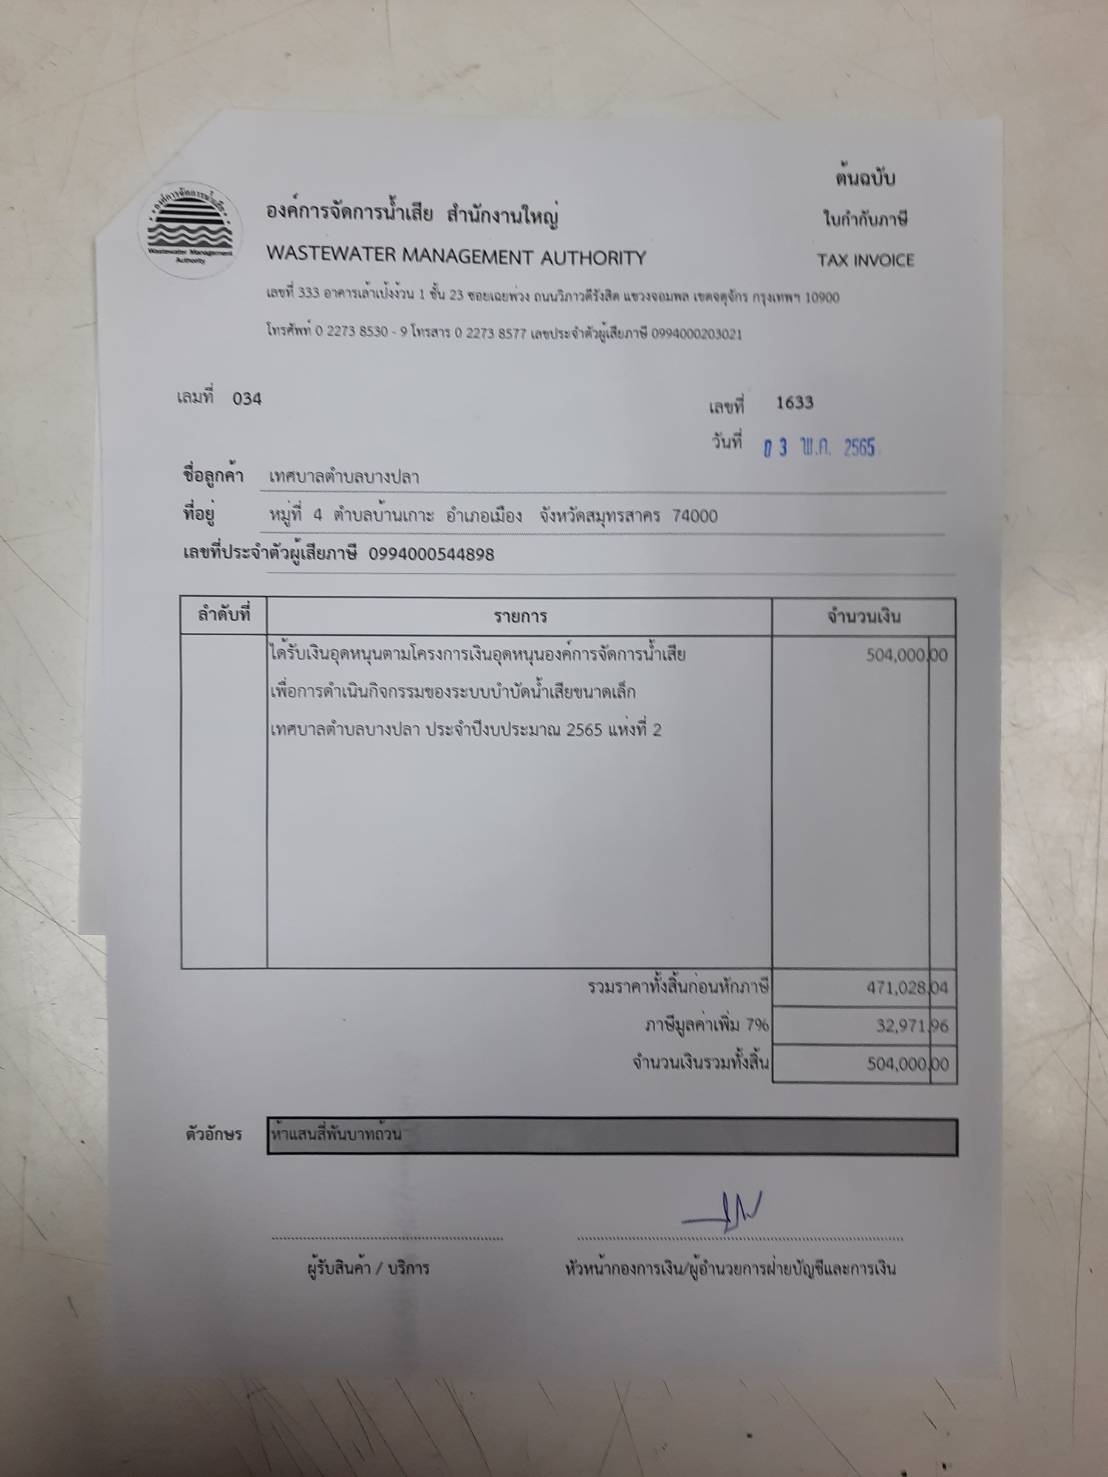 ต้นฉบับ
องค์การจัดการน้ำเสีย
Wastewater Management
Authority
องค์การจัดการน้ำเสีย สำนักงานใหญ่
ใบกำกับภาษี
WASTEWATER MANAGEMENT AUTHORITY
TAX INVOICE
เลขที่ 333 อาคารเล้าเป้งง้วน 1 ชั้น 23 ซอยเฉยพ่วง ถนนวิภาวดีรังสิต แขวงจอมพล เขตจตุจักร กรุงเทพฯ 10900
โทรศัพท์ 0 2273 8530 - 9 โทรสาร 0 2273 8577 เลขประจำตัวผู้เสียภาษี 0994000203021
เลมที่ 034
เลขที่ 1633
วันที่ 0 3 พ.ค. 2565
ชื่อลูกค้า เทศบาลตำบลบางปลา
ที่อยู่ หมู่ที่ 4 ตำบลบ้านเกาะ อำเภอเมือง จังหวัดสมุทรสาคร 74000
เลขที่ประจำตัวผู้เสียภาษี 0994000544898
ลำดับที่ รายการ จำนวนเงิน
ได้รับเงินอุดหนุนตามโครงการเงินอุดหนุนองค์การจัดการน้ำเสีย 504,000.00
เพื่อการดำเนินกิจกรรมของระบบบำบัดน้ำเสียขนาดเล็ก
เทศบาลตำบลบางปลา ประจำปีงบประมาณ 2565 แห่งที่ 2
รวมราคาทั้งสิ้นก่อนหักภาษี 471,028.04
ภาษีมูลค่าเพิ่ม 7% 32,971.96
จำนวนเงินรวมทั้งสิ้น 504,000.00
ตัวอักษร ห้าแสนสี่พันบาทถ้วน
ผู้รับสินค้า / บริการ
หัวหน้ากองการเงิน/ผู้อำนวยการฝ่ายบัญชีและการเงิน